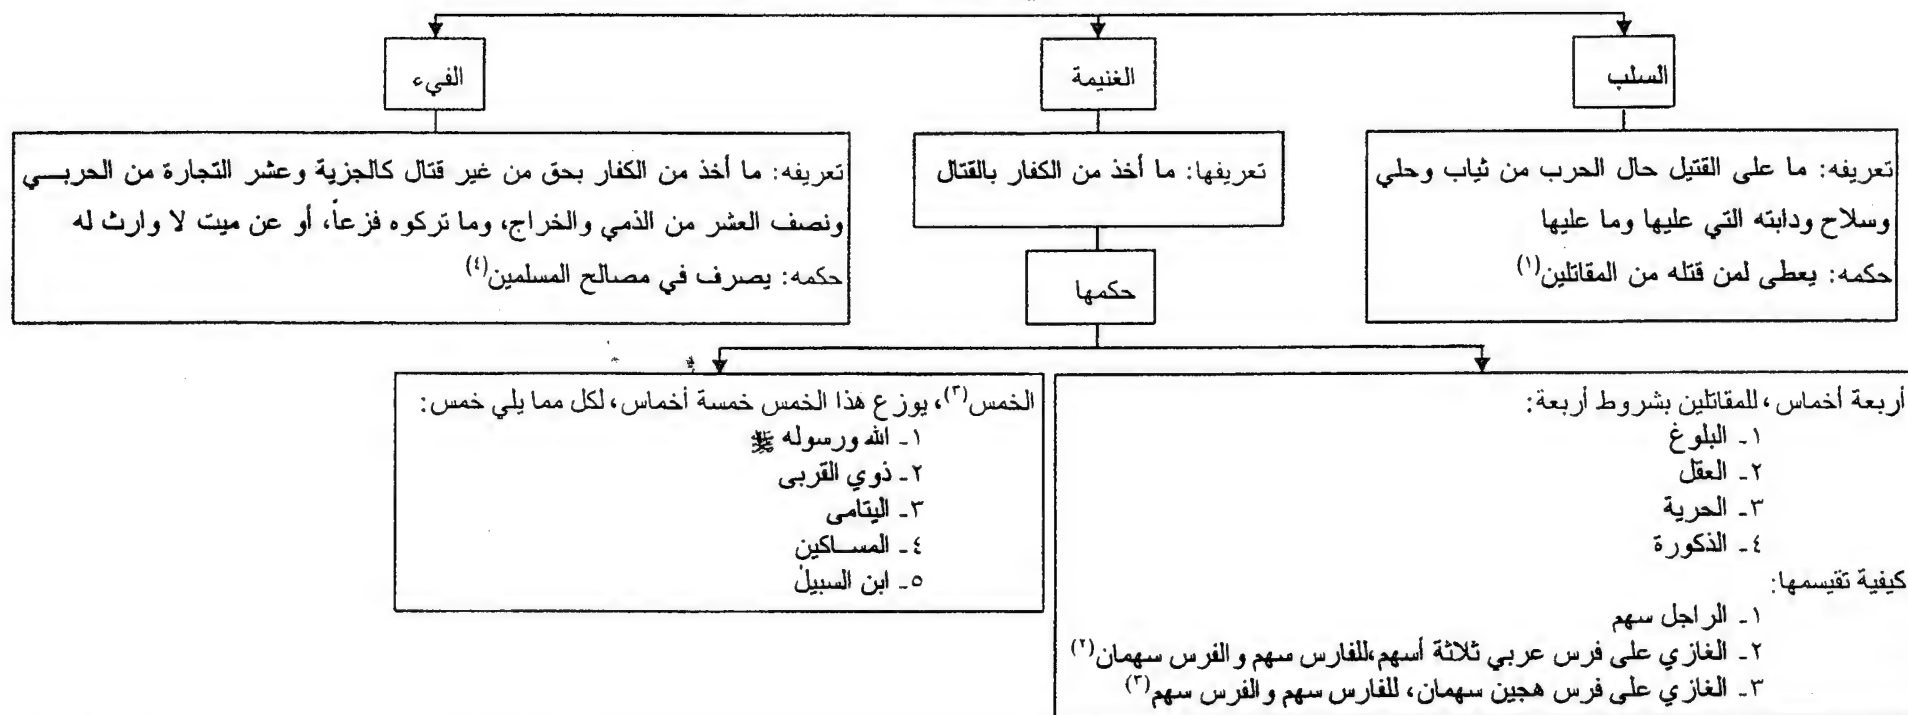 السلب
الغنيمة
الفيء
تعريفه: ما على القتيل حال الحرب من ثياب وحلي
وسلاح ودابته التي عليها وما عليها
حكمه: يعطى لمن قتله من المقاتلين(١)
تعريفها: ما أخذ من الكفار بالقتال
تعريفه: ما أخذ من الكفار بحق من غير قتال كالجزية وعشر التجارة من الحربي
ونصف العشر من الذمي والخراج، وما تركوه فزعاً، أو عن ميت لا وارث له
حكمه: يصرف في مصالح المسلمين(٤)
حكمها
أربعة أخماس، للمقاتلين بشروط أربعة:
١- البلوغ
٢- العقل
٣- الحرية
٤- الذكورة
كيفية تقيسمها:
١- الراجل سهم
٢- الغازي على فرس عربي ثلاثة أسهم،للفارس سهم والفرس سهمان(٢)
٣- الغازي على فرس هجين سهمان، للفارس سهم والفرس سهم(٣)
الخمس(٣)، يوزع هذا الخمس خمسة أخماس، لكل مما يلي خمس:
١- الله ورسوله ﷺ
٢- ذوي القربى
٣- اليتامى
٤- المساكين
٥- ابن السبيل